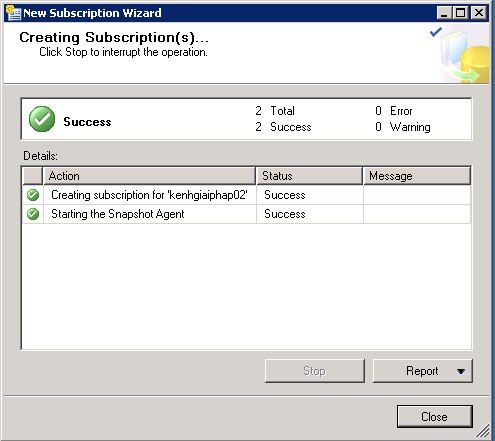 New Subscription Wizard
Creating Subscription(s)...
Click Stop to interrupt the operation.
Success
2 Total
0 Error
2 Success
0 Warning
Details:
Action Status Message
Creating subscription for 'kenhgiaiphap02' Success
Starting the Snapshot Agent Success
Stop
Report
Close